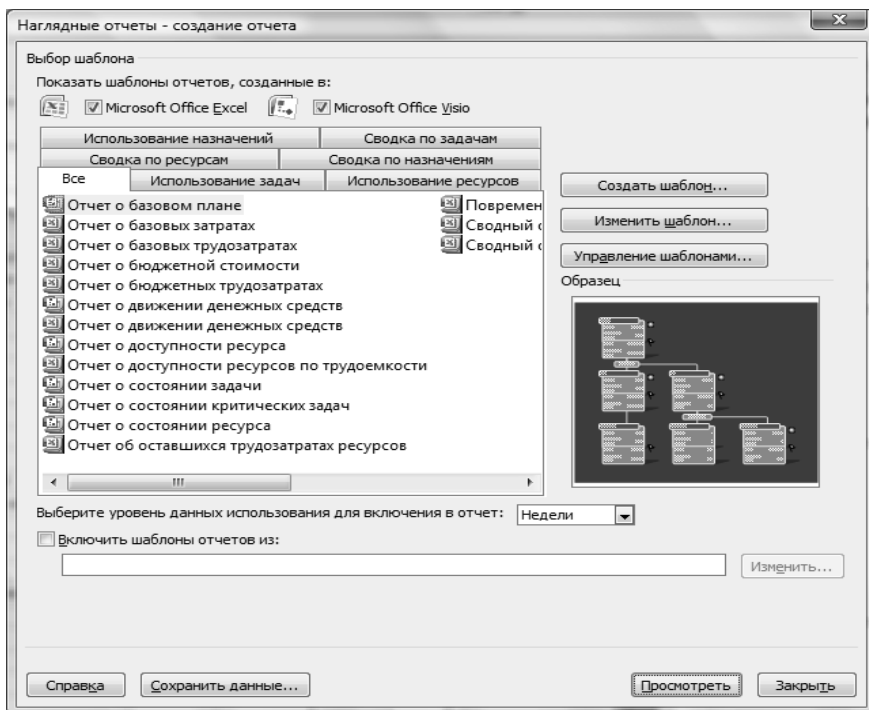 Наглядные отчеты - создание отчета
Выбор шаблона
Показать шаблоны отчетов, созданные в:
Microsoft Office Excel Microsoft Office Visio
Использование назначений Сводка по задачам
Сводка по ресурсам Сводка по назначениям
Все Использование задач Использование ресурсов
Отчет о базовом плане Повремен
Отчет о базовых затратах Сводный о
Отчет о базовых трудозатратах Сводный о
Отчет о бюджетной стоимости
Отчет о бюджетных трудозатратах
Отчет о движении денежных средств
Отчет о движении денежных средств
Отчет о доступности ресурса
Отчет о доступности ресурсов по трудоемкости
Отчет о состоянии задачи
Отчет о состоянии критических задач
Отчет о состоянии ресурса
Отчет об оставшихся трудозатратах ресурсов
Создать шаблон...
Изменить шаблон...
Управление шаблонами...
Образец
Выберите уровень данных использования для включения в отчет: Недели
Включить шаблоны отчетов из:
Изменить...
Справка Сохранить данные... Просмотреть Закрыть